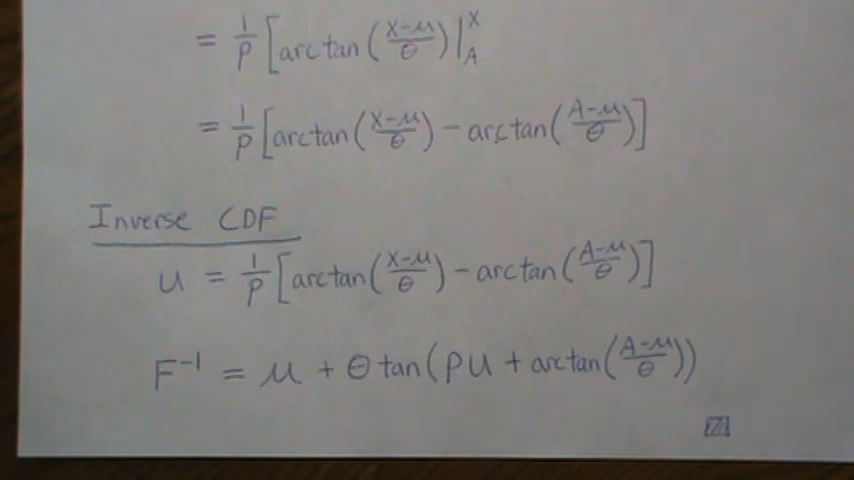 = 1/P [arctan((X-μ)/θ)|_A^X
= 1/P [arctan((X-μ)/θ) - arctan((A-μ)/θ)]
Inverse CDF
u = 1/P [arctan((X-μ)/θ) - arctan((A-μ)/θ)]
F^-1 = μ + θ tan(PU + arctan((A-μ)/θ))